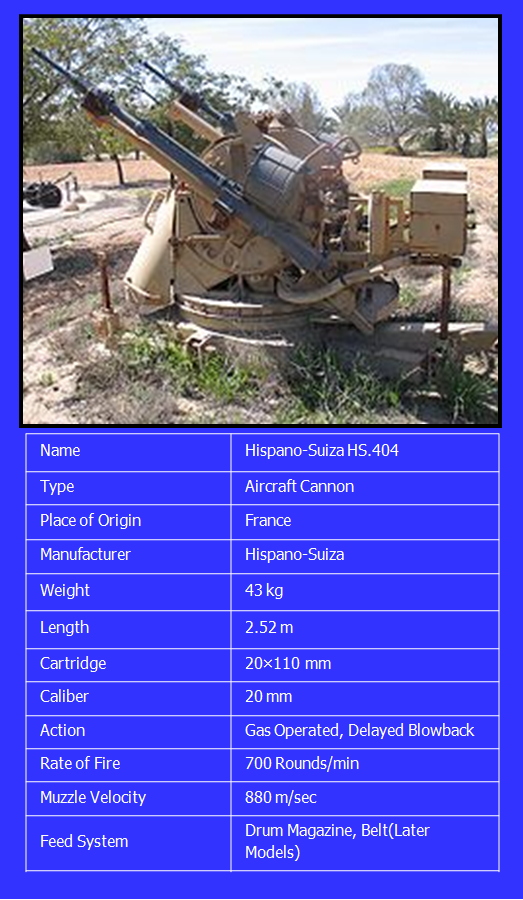 Name Hispano-Suiza HS.404
Type Aircraft Cannon
Place of Origin France
Manufacturer Hispano-Suiza
Weight 43 kg
Length 2.52 m
Cartridge 20×110 mm
Caliber 20 mm
Action Gas Operated, Delayed Blowback
Rate of Fire 700 Rounds/min
Muzzle Velocity 880 m/sec
Feed System Drum Magazine, Belt(Later
Models)